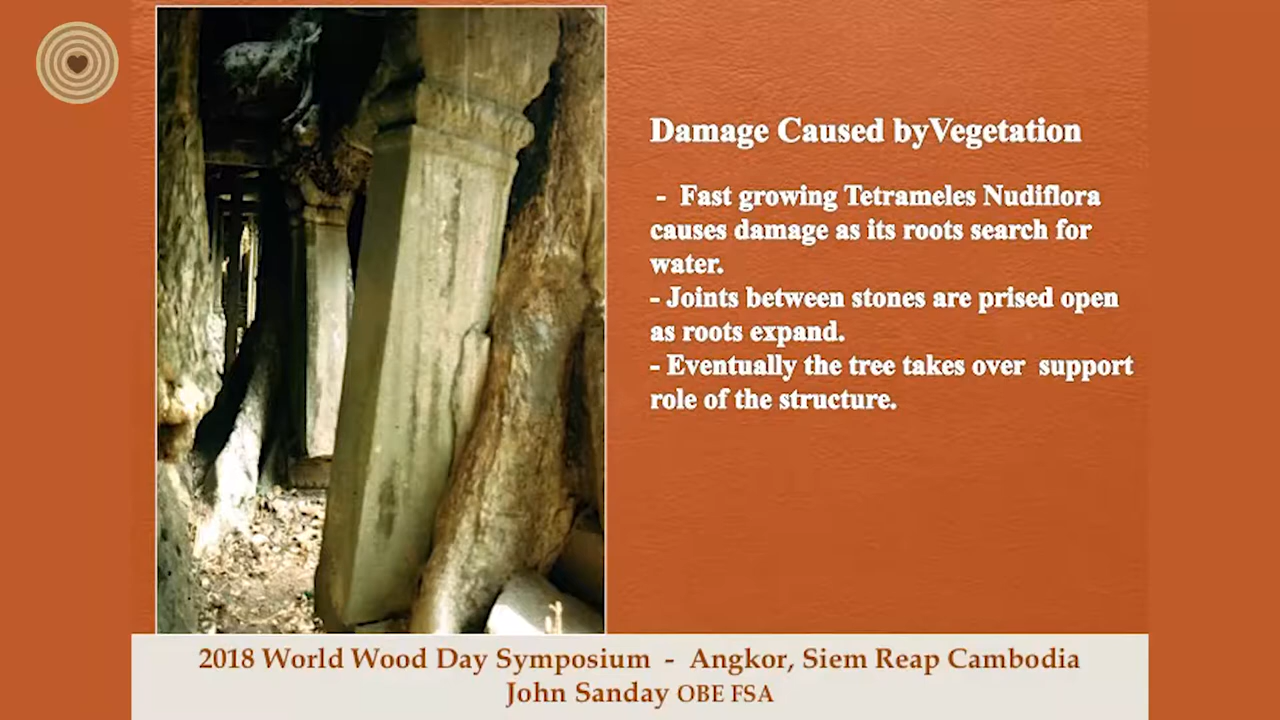 Damage Caused byVegetation
- Fast growing Tetrameles Nudiflora
causes damage as its roots search for
water.
- Joints between stones are prised open
as roots expand.
- Eventually the tree takes over support
role of the structure.
2018 World Wood Day Symposium - Angkor, Siem Reap Cambodia
John Sanday OBE FSA